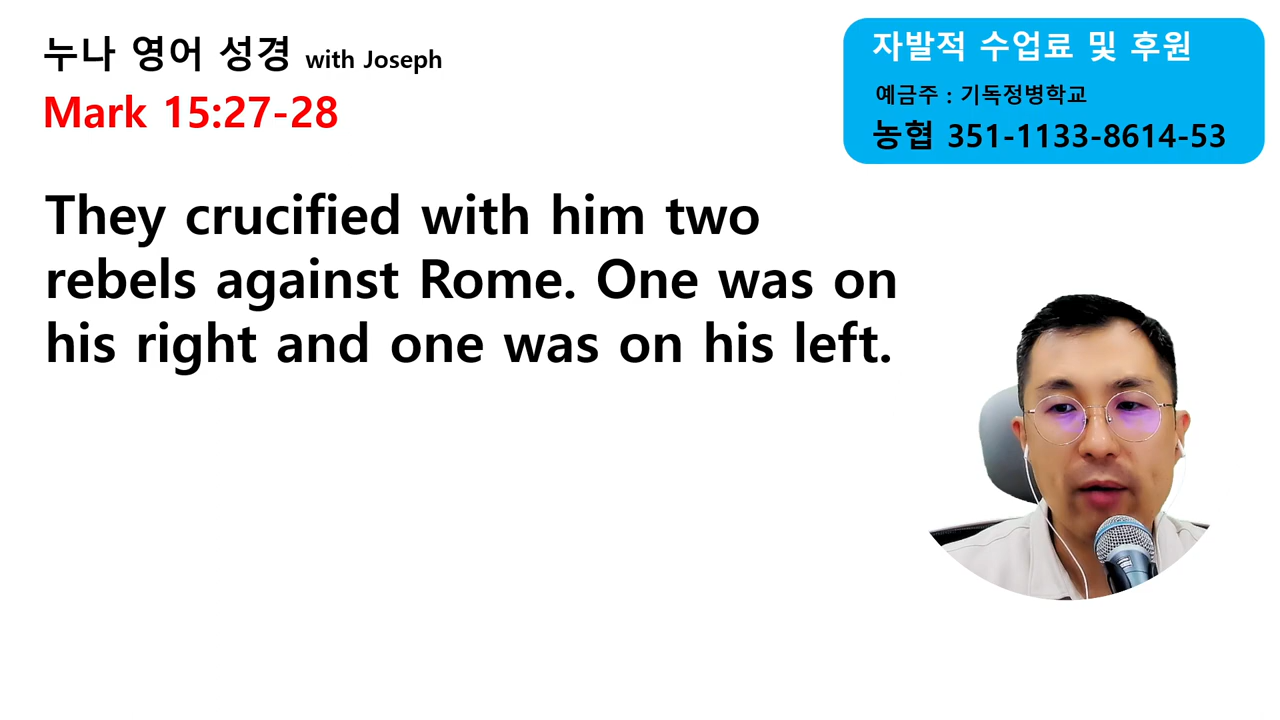 누나 영어 성경 with Joseph
Mark 15:27-28
자발적 수업료 및 후원
예금주 : 기독정병학교
농협 351-1133-8614-53
They crucified with him two
rebels against Rome. One was on
his right and one was on his left.